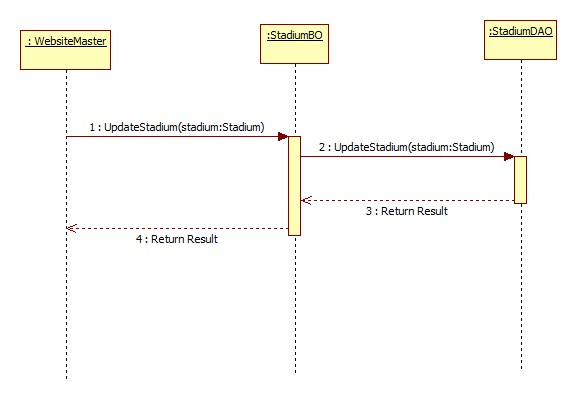 : WebsiteMaster
:StadiumBO
:StadiumDAO
1 : UpdateStadium(stadium:Stadium)
2 : UpdateStadium(stadium:Stadium)
3 : Return Result
4 : Return Result